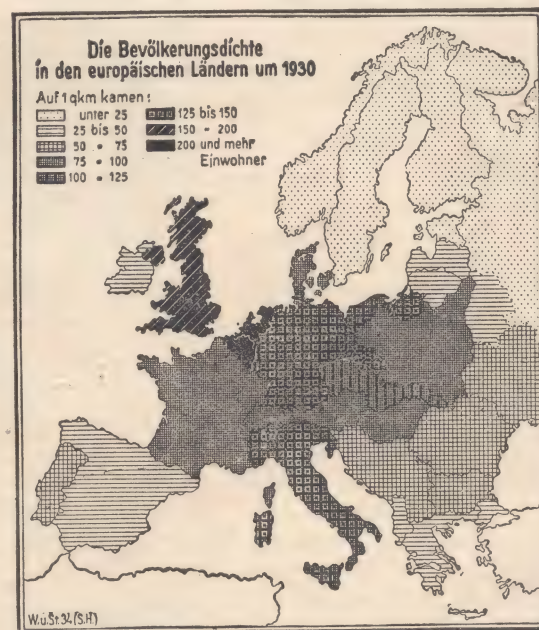 Die Bevölkerungsdichte
in den europäischen Ländern um 1930
Auf 1 qkm kamen:
unter 25
25 bis 50
50 " 75
75 " 100
100 " 125
125 bis 150
150 " 200
200 und mehr
Einwohner
W.u.St.34.(S.H)